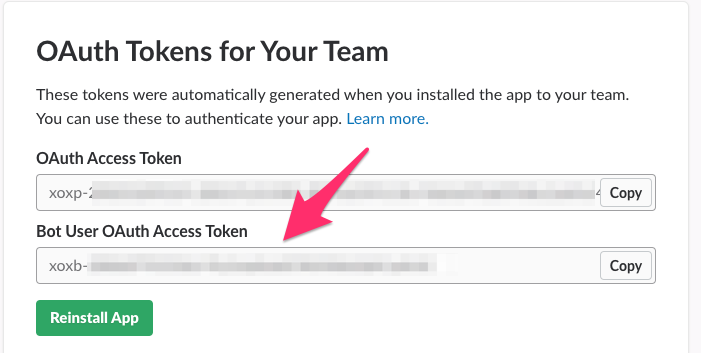 OAuth Tokens for Your Team
These tokens were automatically generated when you installed the app to your team.
You can use these to authenticate your app. Learn more.
OAuth Access Token
xoxp-2 Copy
Bot User OAuth Access Token
xoxb- Copy
Reinstall App